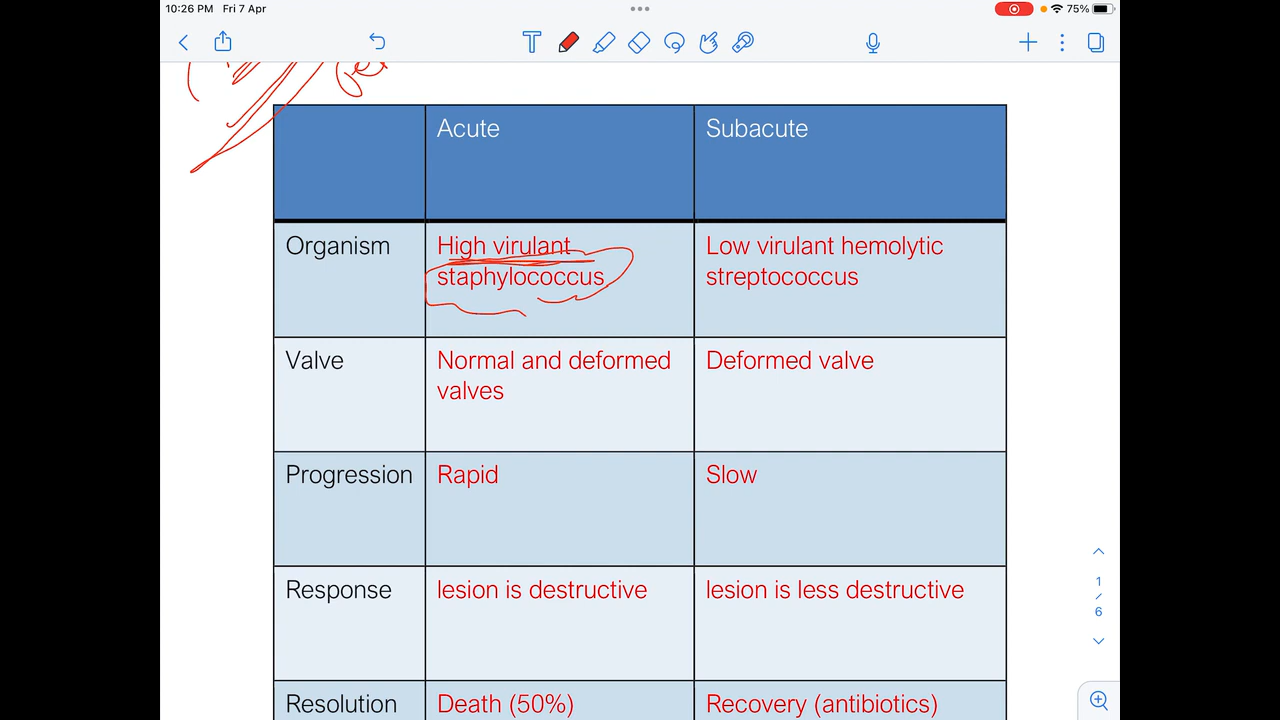 10:26 PM Fri 7 Apr
75%
T
Acute
Subacute
Organism
High virulant
staphylococcus
Low virulant hemolytic
streptococcus
Valve
Normal and deformed
valves
Deformed valve
Progression
Rapid
Slow
Response
lesion is destructive
lesion is less destructive
Resolution
Death (50%)
Recovery (antibiotics)
1
/
6